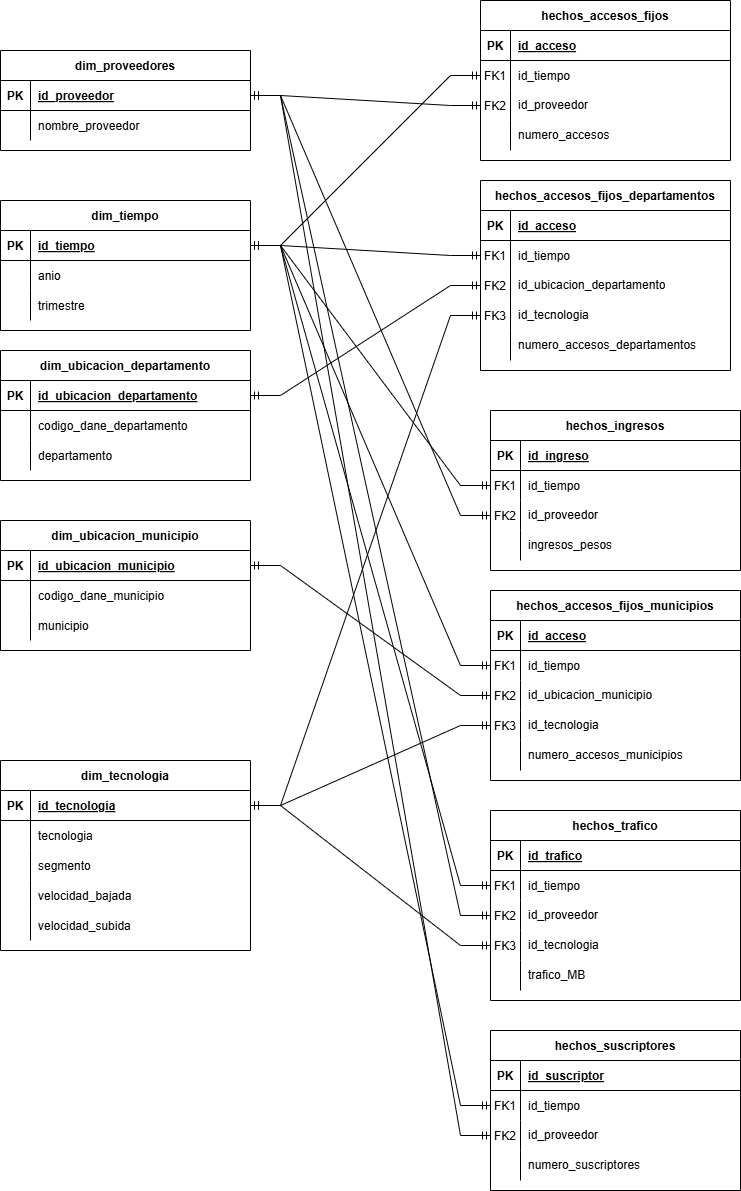 dim_proveedores
PK id_proveedor
nombre_proveedor
dim_tiempo
PK id_tiempo
anio
trimestre
dim_ubicacion_departamento
PK id_ubicacion_departamento
codigo_dane_departamento
departamento
dim_ubicacion_municipio
PK id_ubicacion_municipio
codigo_dane_municipio
municipio
dim_tecnologia
PK id_tecnologia
tecnologia
segmento
velocidad_bajada
velocidad_subida
hechos_accesos_fijos
PK id_acceso
FK1 id_tiempo
FK2 id_proveedor
numero_accesos
hechos_accesos_fijos_departamentos
PK id_acceso
FK1 id_tiempo
FK2 id_ubicacion_departamento
FK3 id_tecnologia
numero_accesos_departamentos
hechos_ingresos
PK id_ingreso
FK1 id_tiempo
FK2 id_proveedor
ingresos_pesos
hechos_accesos_fijos_municipios
PK id_acceso
FK1 id_tiempo
FK2 id_ubicacion_municipio
FK3 id_tecnologia
numero_accesos_municipios
hechos_trafico
PK id_trafico
FK1 id_tiempo
FK2 id_proveedor
FK3 id_tecnologia
trafico_MB
hechos_suscriptores
PK id_suscriptor
FK1 id_tiempo
FK2 id_proveedor
numero_suscriptores